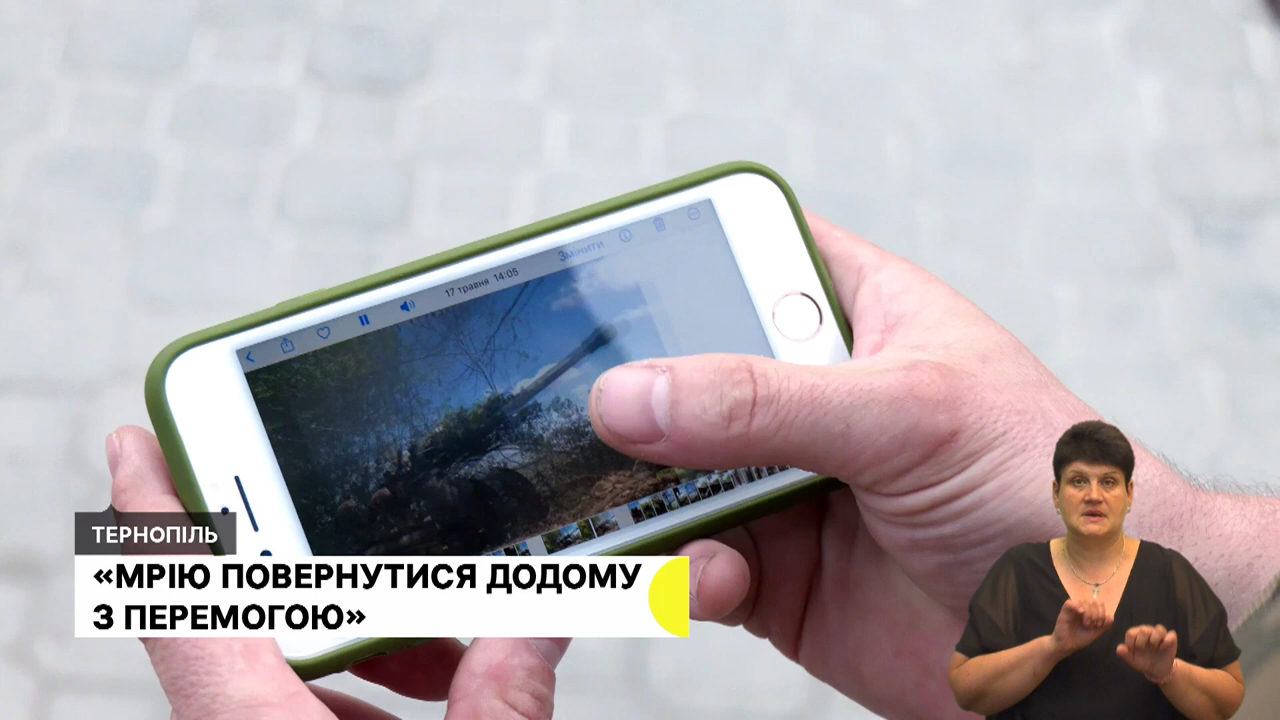 Змінити
17 травня 14:05
ТЕРНОПІЛЬ
«МРІЮ ПОВЕРНУТИСЯ ДОДОМУ
З ПЕРЕМОГОЮ»